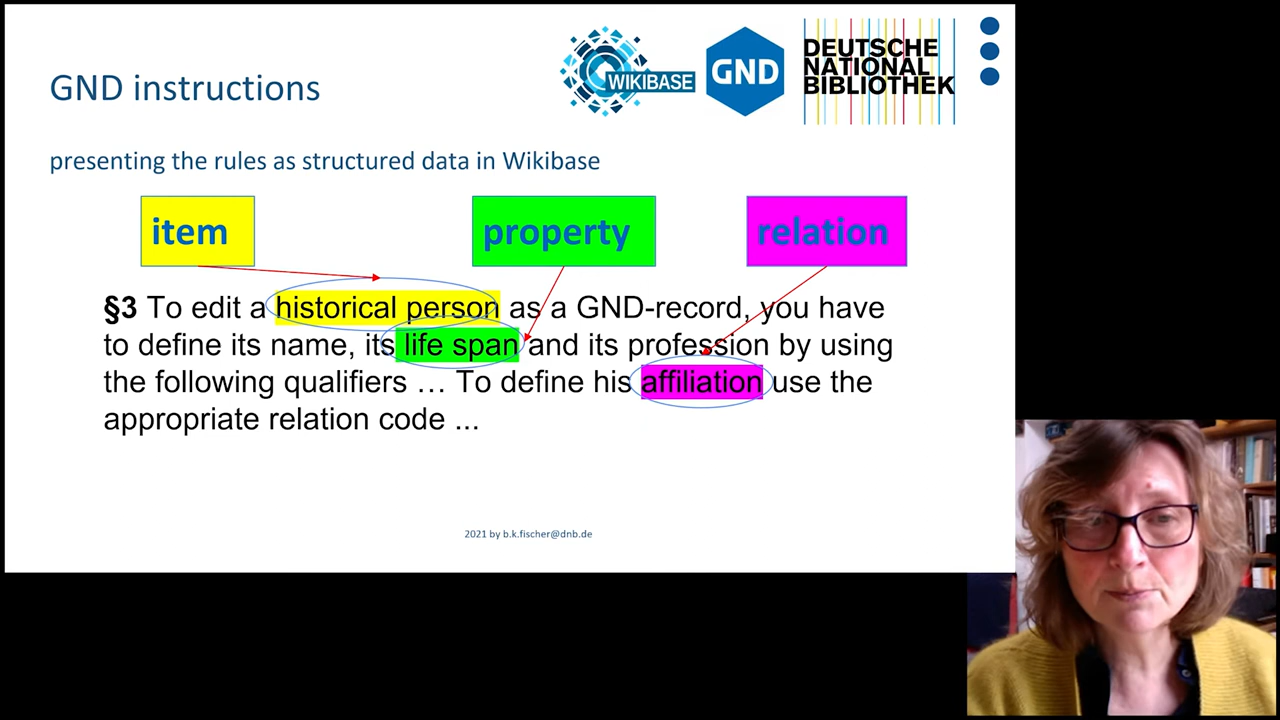 WIKIBASE
GND
DEUTSCHE
NATIONAL
BIBLIOTHEK
GND instructions
presenting the rules as structured data in Wikibase
item
property
relation
§3 To edit a historical person as a GND-record, you have
to define its name, its life span and its profession by using
the following qualifiers … To define his affiliation use the
appropriate relation code ...
2021 by b.k.fischer@dnb.de